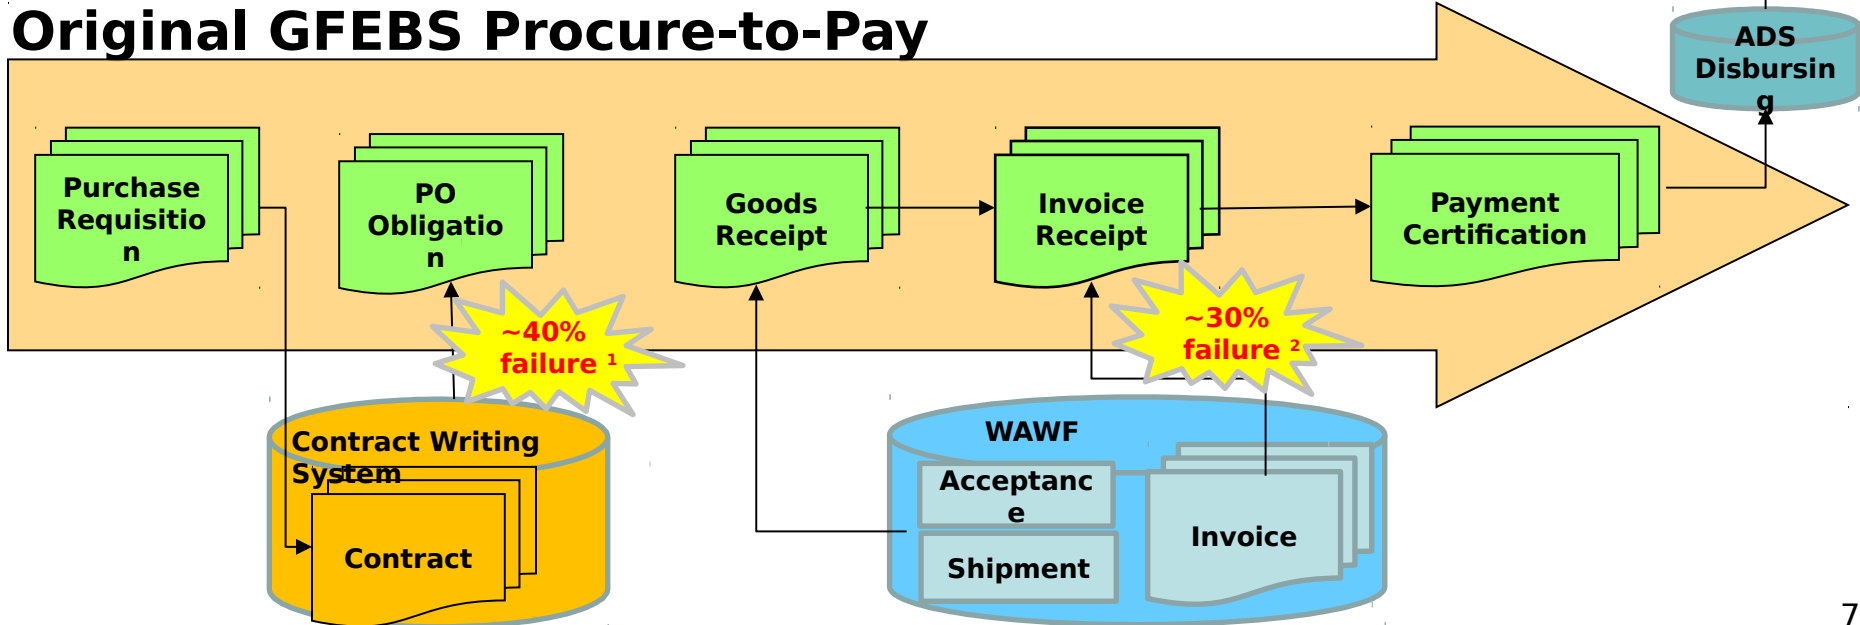 Original GFEBS Procure-to-Pay
ADS
Disbursin
g
Purchase
Requisitio
n
PO
Obligatio
n
Goods
Receipt
Invoice
Receipt
Payment
Certification
~40%
failure ¹
~30%
failure ²
Contract Writing
System
Contract
WAWF
Acceptanc
e
Shipment
Invoice
7